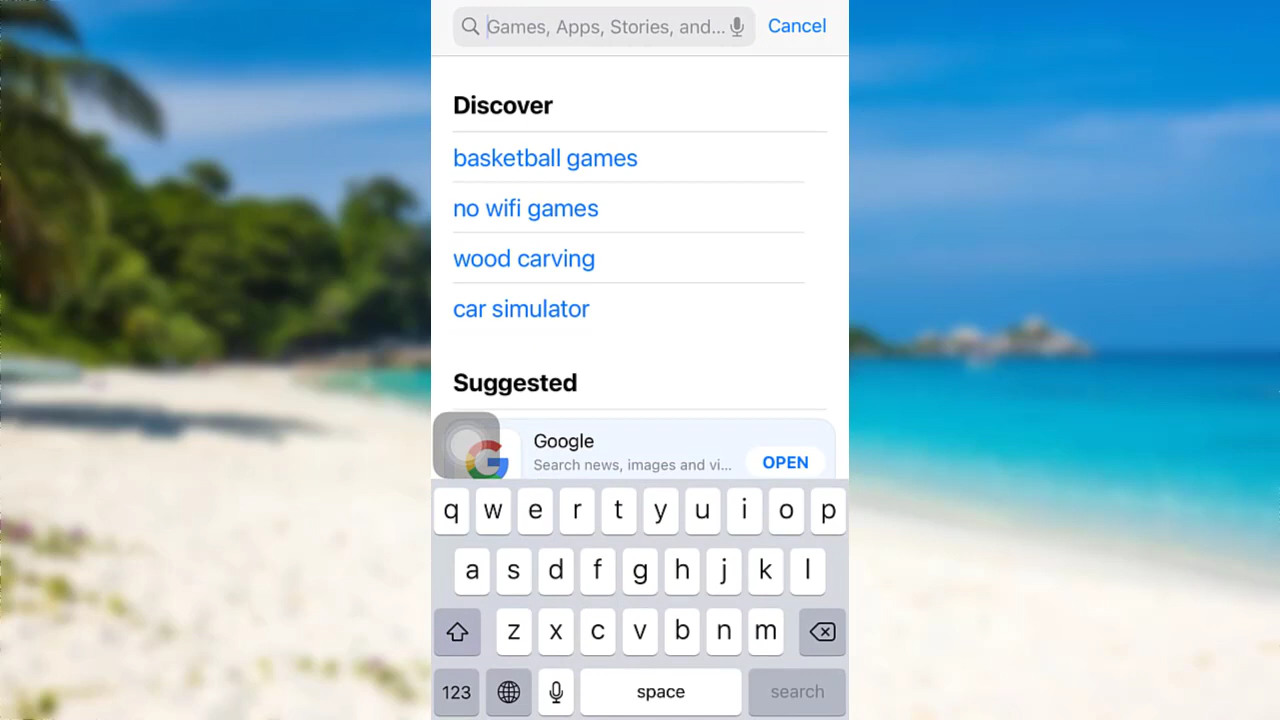 Games, Apps, Stories, and...
Cancel
Discover
basketball games
no wifi games
wood carving
car simulator
Suggested
Google
Search news, images and vi...
OPEN
q w e r t y u i o p
a s d f g h j k l
z x c v b n m
123 space search